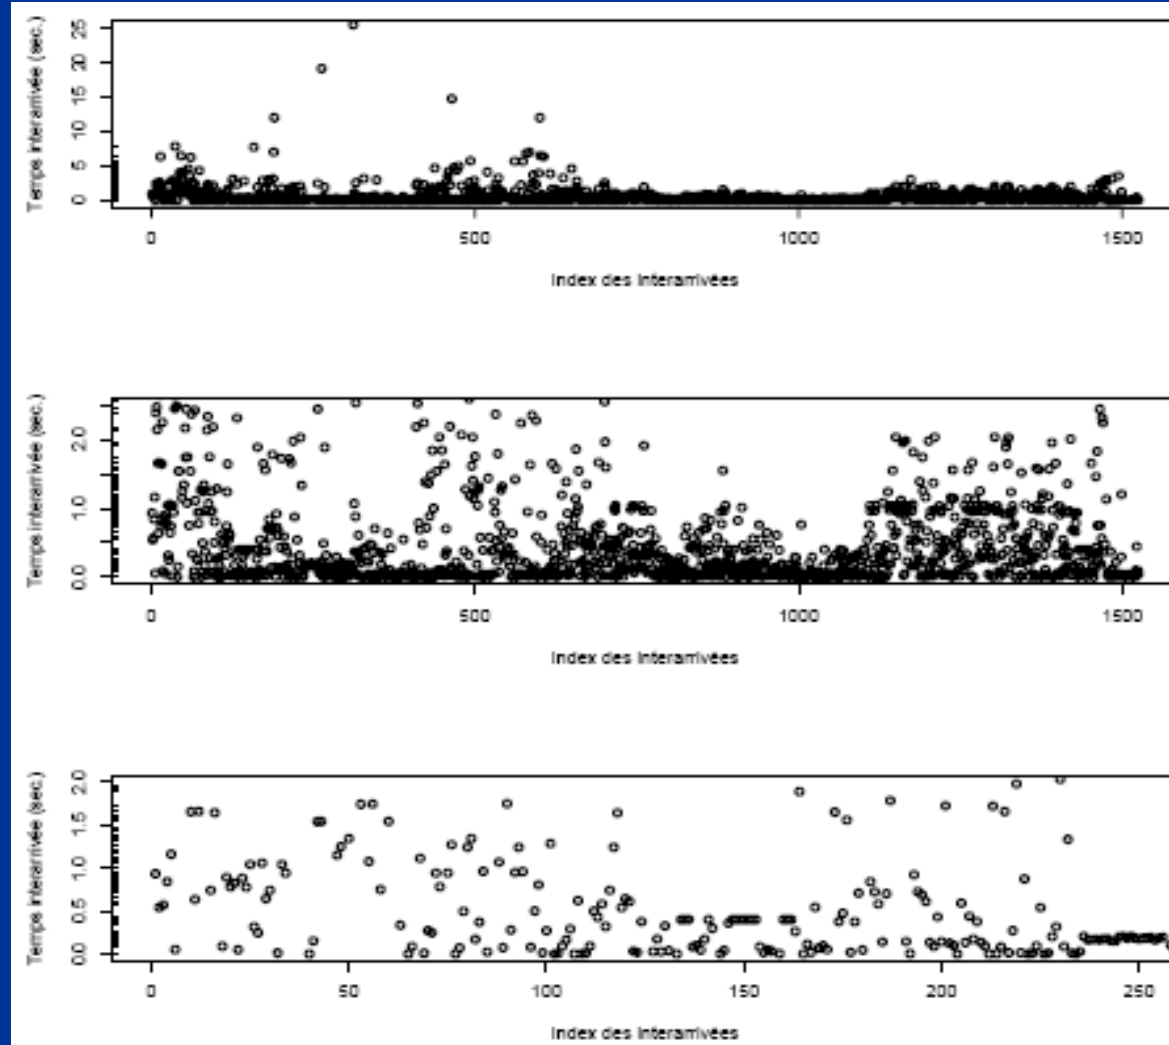 Temps interarrivée (sec.)
25
20
15
10
5
0
0 500 1000 1500
Index des interarrivées
Temps interarrivée (sec.)
2.0
1.0
0.0
0 500 1000 1500
Index des interarrivées
Temps interarrivée (sec.)
2.0
1.5
1.0
0.5
0.0
0 50 100 150 200 250
Index des interarrivées